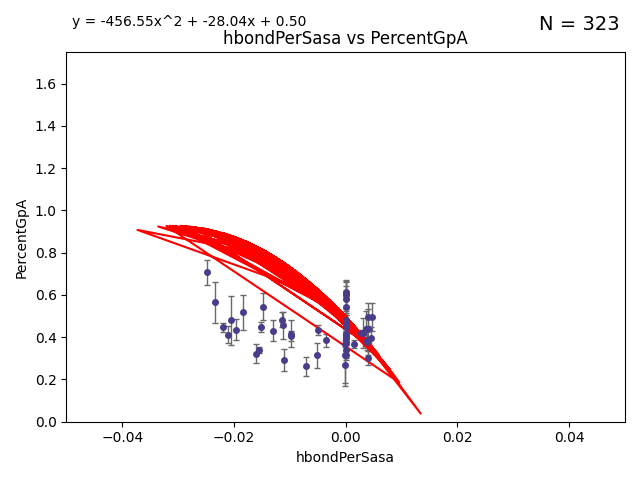 y = -456.55x^2 + -28.04x + 0.50
N = 323
hbondPerSasa vs PercentGpA
1.6
1.4
1.2
1.0
0.8
0.6
0.4
0.2
0.0
PercentGpA
−0.04 −0.02 0.00 0.02 0.04
hbondPerSasa